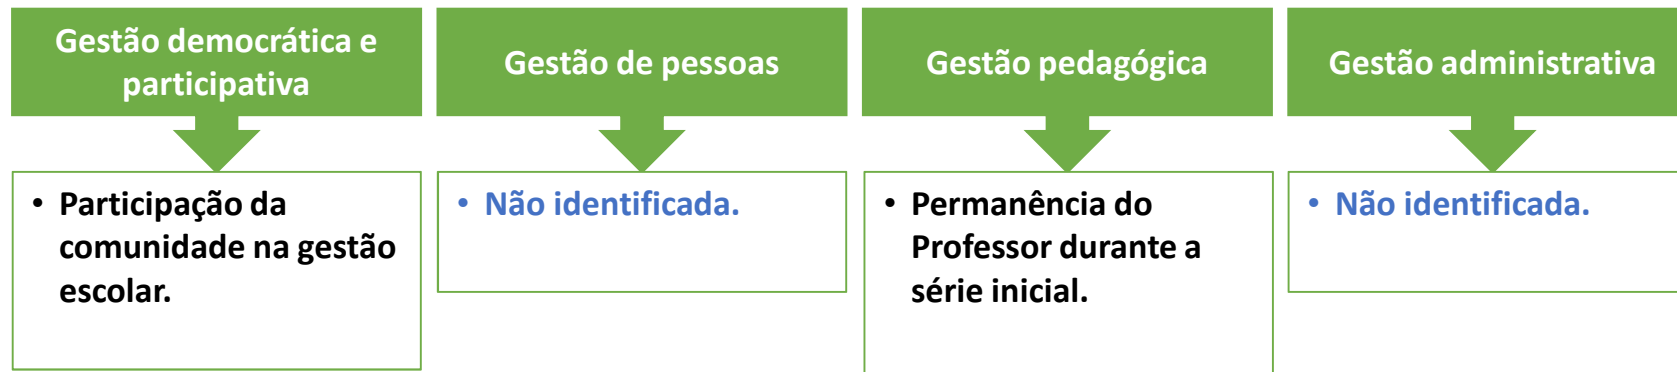 Gestão democrática e
participativa
Gestão de pessoas
Gestão pedagógica
Gestão administrativa
• Participação da
comunidade na gestão
escolar.
• Não identificada.
• Permanência do
Professor durante a
série inicial.
• Não identificada.